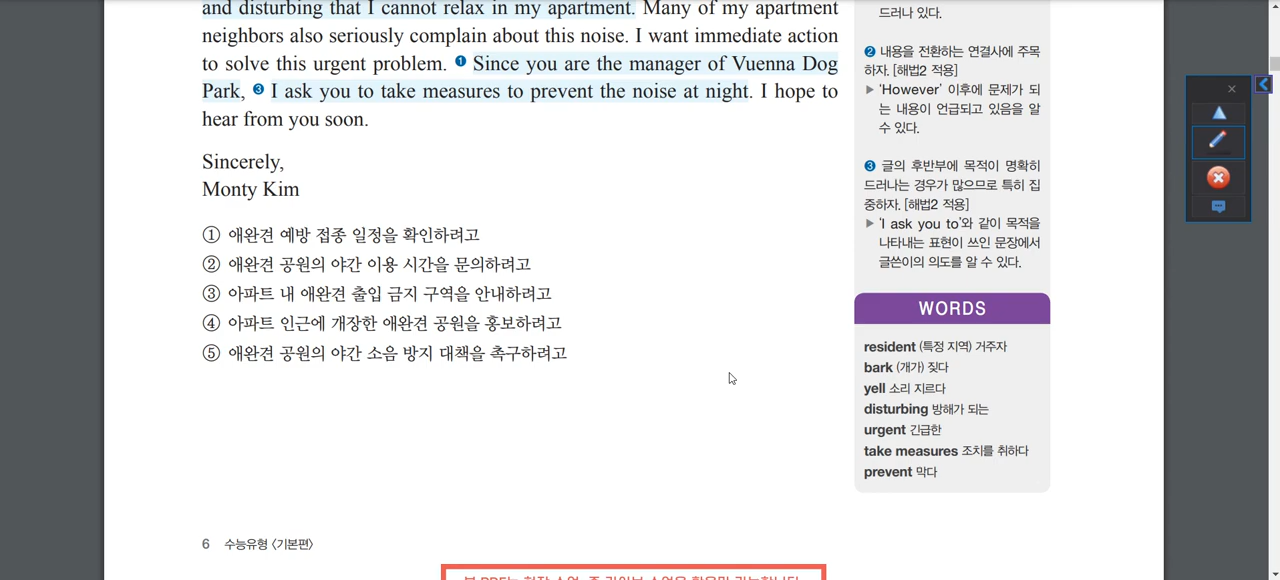 and disturbing that I cannot relax in my apartment. Many of my apartment
neighbors also seriously complain about this noise. I want immediate action
to solve this urgent problem. ❶ Since you are the manager of Vuenna Dog
Park, ❸ I ask you to take measures to prevent the noise at night. I hope to
hear from you soon.
Sincerely,
Monty Kim
① 애완견 예방 접종 일정을 확인하려고
② 애완견 공원의 야간 이용 시간을 문의하려고
③ 아파트 내 애완견 출입 금지 구역을 안내하려고
④ 아파트 인근에 개장한 애완견 공원을 홍보하려고
⑤ 애완견 공원의 야간 소음 방지 대책을 촉구하려고
드러나 있다.
❷ 내용을 전환하는 연결사에 주목
하자. [해법2 적용]
▶ 'However' 이후에 문제가 되
는 내용이 언급되고 있음을 알
수 있다.
❸ 글의 후반부에 목적이 명확히
드러나는 경우가 많으므로 특히 집
중하자. [해법2 적용]
▶ 'I ask you to'와 같이 목적을
나타내는 표현이 쓰인 문장에서
글쓴이의 의도를 알 수 있다.
WORDS
resident (특정 지역) 거주자
bark (개가) 짖다
yell 소리 지르다
disturbing 방해가 되는
urgent 긴급한
take measures 조치를 취하다
prevent 막다
6 수능유형 〈기본편〉